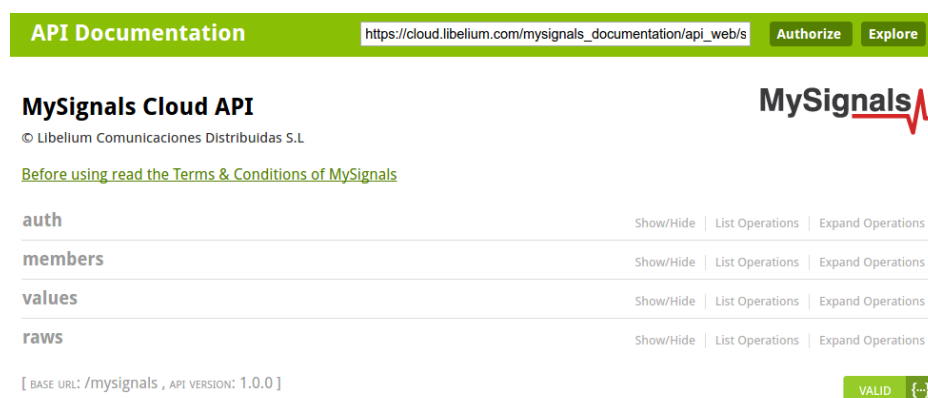 API Documentation https://cloud.libelium.com/mysignals_documentation/api_web/s Authorize Explore
MySignals Cloud API MySignals
© Libelium Comunicaciones Distribuidas S.L
Before using read the Terms & Conditions of MySignals
auth Show/Hide List Operations Expand Operations
members Show/Hide List Operations Expand Operations
values Show/Hide List Operations Expand Operations
raws Show/Hide List Operations Expand Operations
[ BASE URL: /mysignals , API VERSION: 1.0.0 ] VALID {...}